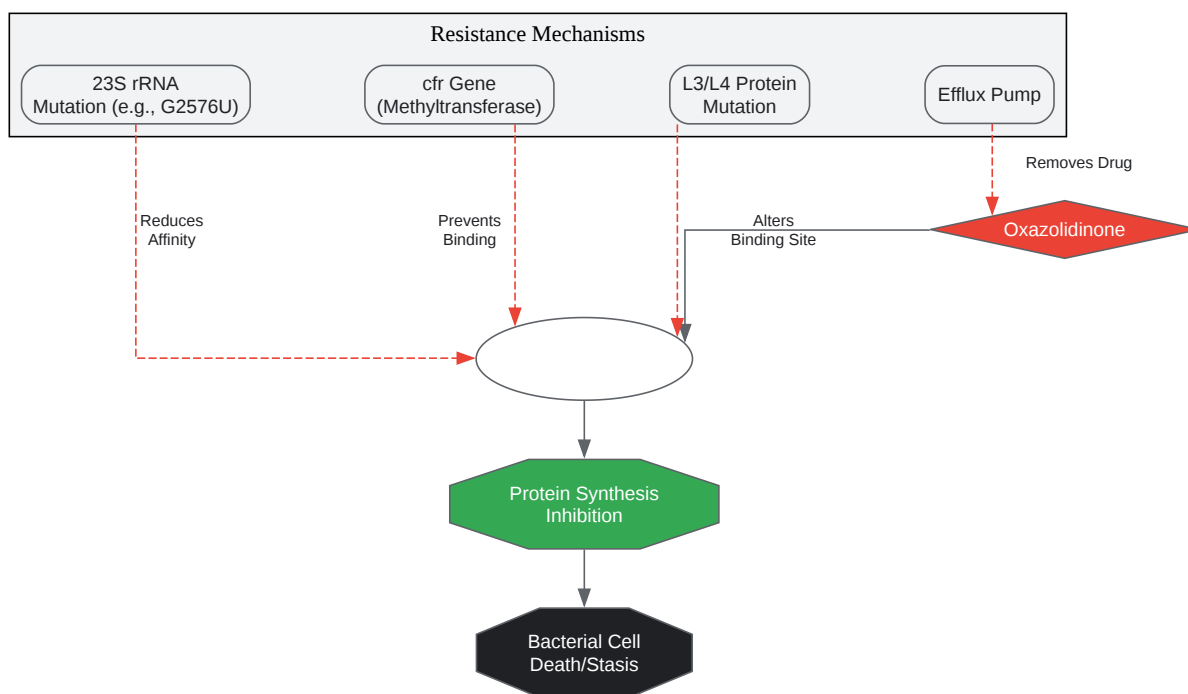 Resistance Mechanisms
23S rRNA
Mutation (e.g., G2576U)
cfr Gene
(Methyltransferase)
L3/L4 Protein
Mutation
Efflux Pump
Removes Drug
Reduces
Affinity
Prevents
Binding
Alters
Binding Site
Oxazolidinone
Protein Synthesis
Inhibition
Bacterial Cell
Death/Stasis